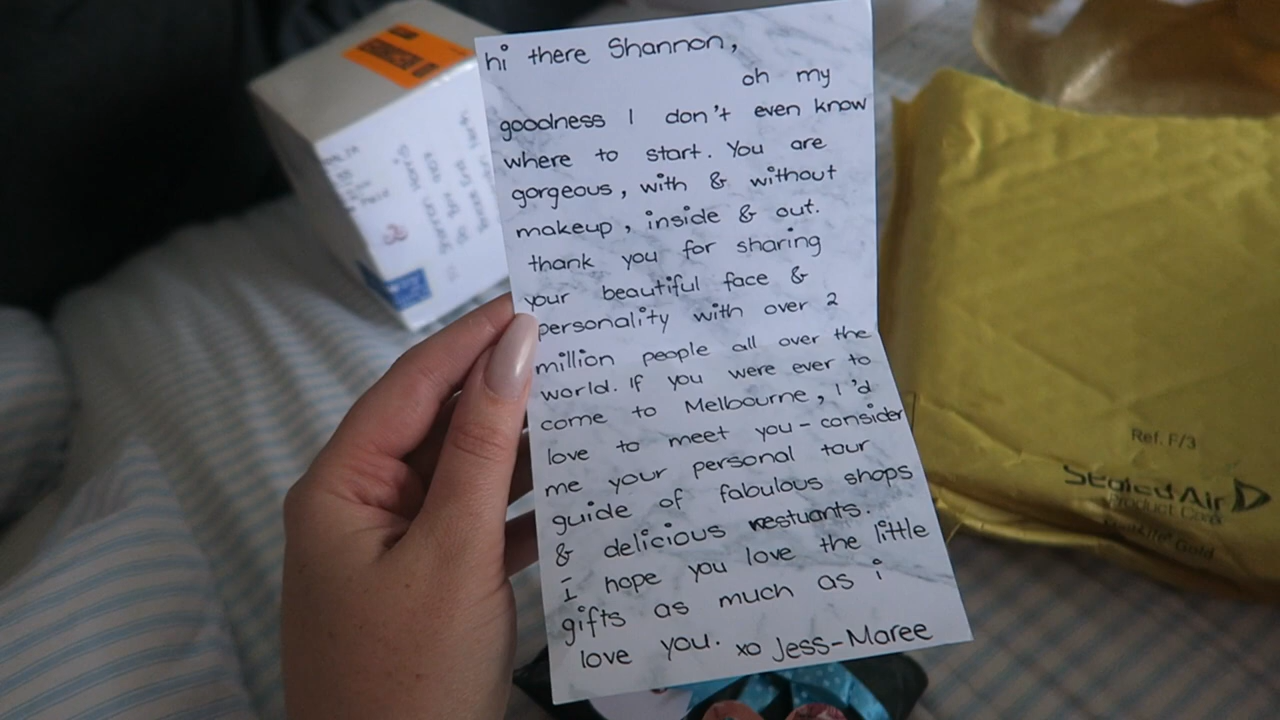 hi there Shannon,
oh my
goodness I don't even know
where to start. You are
gorgeous, with & without
makeup, inside & out.
thank you for sharing
your beautiful face &
personality with over 2
million people all over the
world. If you were ever to
come to Melbourne, I'd
love to meet you - consider
me your personal tour
guide of fabulous shops
& delicious restuants.
I hope you love the little
gifts as much as i
love you. xo Jess-Maree
Ref. F/3
Sealed Air
Product Care
Gold